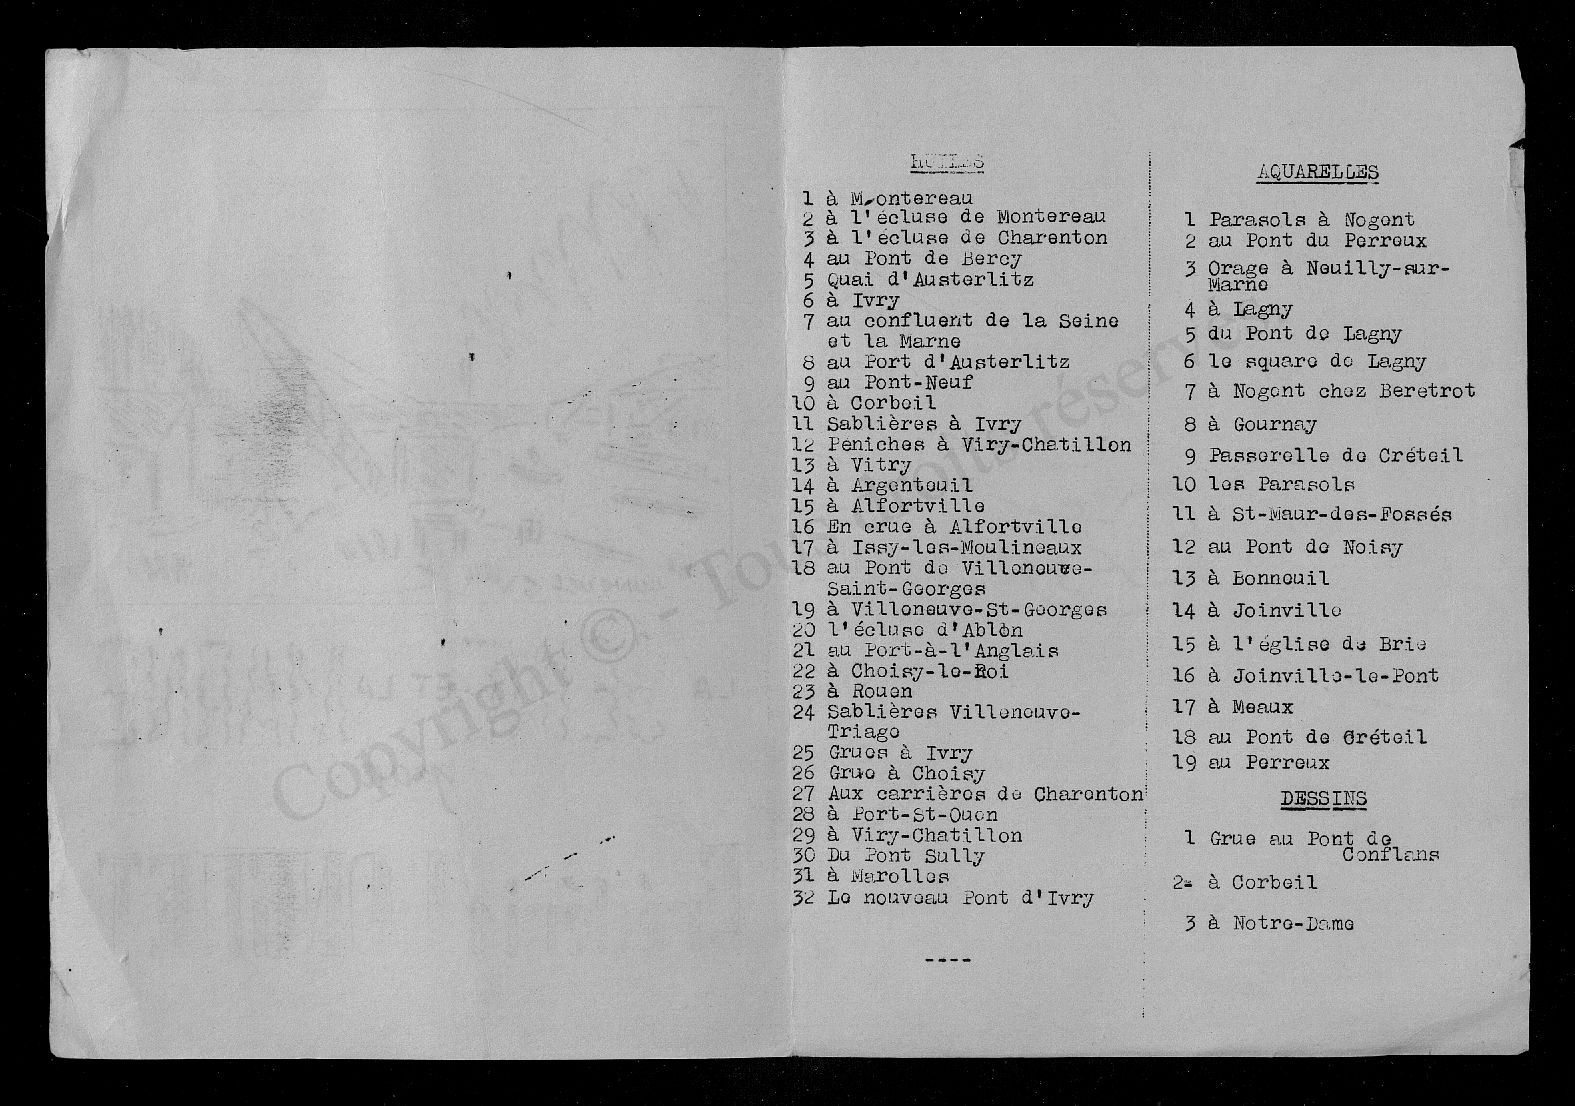 HUILES
1 à Montereau
2 à l'écluse de Montereau
3 à l'écluse de Charenton
4 au Pont de Bercy
5 Quai d'Austerlitz
6 à Ivry
7 au confluent de la Seine
et la Marne
8 au Port d'Austerlitz
9 au Pont-Neuf
10 à Corbeil
11 Sablières à Ivry
12 Péniches à Viry-Chatillon
13 à Vitry
14 à Argenteuil
15 à Alfortville
16 En crue à Alfortville
17 à Issy-les-Moulineaux
18 au Pont de Villeneuve-
Saint-Georges
19 à Villeneuve-St-Georges
20 l'écluse d'Ablon
21 au Port-à-l'Anglais
22 à Choisy-le-Roi
23 à Rouen
24 Sablières Villeneuve-
Triage
25 Grues à Ivry
26 Grue à Choisy
27 Aux carrières de Charenton
28 à Port-St-Ouen
29 à Viry-Chatillon
30 Du Pont Sully
31 à Marolles
32 Le nouveau Pont d'Ivry
----
AQUARELLES
1 Parasols à Nogent
2 au Pont du Perreux
3 Orage à Neuilly-sur-
Marne
4 à Lagny
5 du Pont de Lagny
6 le square de Lagny
7 à Nogent chez Beretrot
8 à Gournay
9 Passerelle de Créteil
10 les Parasols
11 à St-Maur-des-Fossés
12 au Pont de Noisy
13 à Bonneuil
14 à Joinville
15 à l'église de Brie
16 à Joinville-le-Pont
17 à Meaux
18 au Pont de Créteil
19 au Perreux
DESSINS
1 Grue au Pont de
Conflans
2- à Corbeil
3 à Notre-Dame
Copyright © - Tous droits réservés